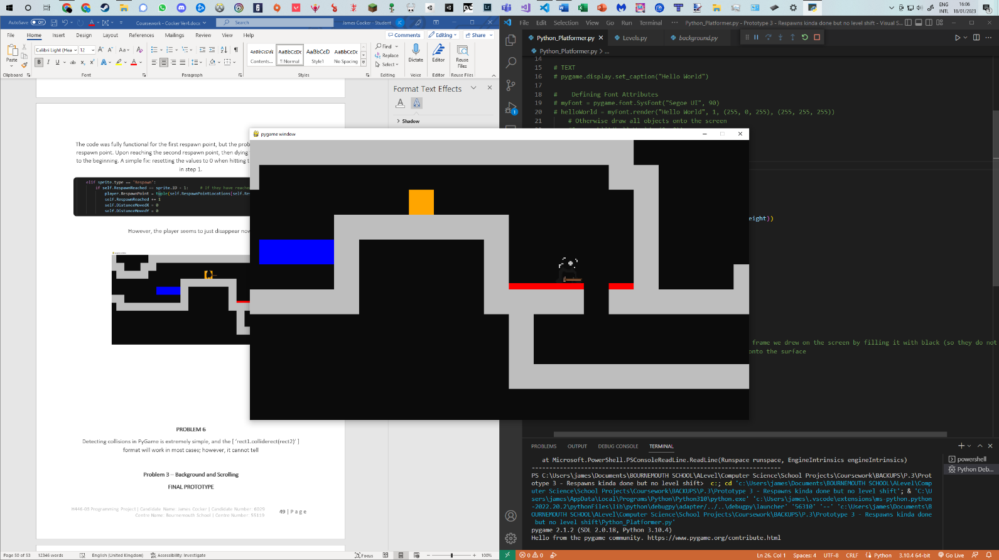 ENG
INTL
16:06
18/01/2023
AutoSave
Off
Coursework - Cocker Ver4.docx
Search
James Cocker - Student
JC
File Home Insert Draw Design Layout References Mailings Review View Help
Comments
Editing
Share
Paste
Calibri Light (Hea
12
AaBbCcDc AaBbCcDc AaBbCcD AaBbCcDc
Contents... ¶ Normal Style1 No Spacing
Find
Replace
Select
Dictate
Editor
Reuse
Files
Clipboard Font Paragraph Styles Editing Voice Editor Reuse Files
Format Text Effects
Shadow
The code was fully functional for the first respawn point, but the prob
respawn point. Upon reaching the second respawn point, then dying
to the beginning. A simple fix: resetting the values to 0 when hitting t
in step 1.
elif sprite.type == 'Respawn':
if self.RespawnReached == sprite.ID - 1: # If they have reache
player.RespawnPoint = tuple(self.RespawnPointLocations[self.Res
self.RespawnReached += 1
self.DistanceMovedX = 0
self.DistanceMovedY = 0
However, the player seems to just disappear now
pygame window
PROBLEM 6
Detecting collisions in PyGame is extremely simple, and the [ 'rect1.colliderect(rect2)' ]
format will work in most cases; however, it cannot tell
Problem 3 – Background and Scrolling
FINAL PROTOTYPE
H446-03 Programming Project | Candidate Name: James Cocker | Candidate Number: 6029
Centre Name: Bournemouth School | Centre Number: 55119
49 | P a g e
Page 50 of 53 12346 words English (United Kingdom) Accessibility: Investigate
Focus
100%
pygame window
File Edit Selection View Go Run Terminal ··· Python_Platformer.py - Prototype 3 - Respawns kinda done but no level shift - Visual S...
Python_Platformer.py Levels.py background.py
Python_Platformer.py > ...
14
15 # TEXT
16 # pygame.display.set_caption("Hello World")
17
18 # Defining Font Attributes
19 # myFont = pygame.font.SysFont("Segoe UI", 90)
20 # helloWorld = myFont.render("Hello World", 1, (255, 0, 255), (255, 255, 255))
21 # Otherwise draw all objects onto the screen
eight))
frame we drew on the screen by filling it with black (so they do not
onto the surface
PROBLEMS OUTPUT DEBUG CONSOLE TERMINAL
powershell
Python Deb...
at Microsoft.PowerShell.PSConsoleReadLine.ReadLine(Runspace runspace, EngineIntrinsics engineIntrinsics)
-----------------------------------------------------------------------
PS C:\Users\james\Documents\BOURNEMOUTH SCHOOL\ALevel\Computer Science\School Projects\Coursework\BACKUPS\P.3\Prot
otype 3 - Respawns kinda done but no level shift> c:; cd 'c:\Users\james\Documents\BOURNEMOUTH SCHOOL\ALevel\Comp
uter Science\School Projects\Coursework\BACKUPS\P.3\Prototype 3 - Respawns kinda done but no level shift'; & 'C:\U
sers\james\AppData\Local\Programs\Python\Python310\python.exe' 'c:\Users\james\.vscode\extensions\ms-python.python
-2022.20.2\pythonFiles\lib\python\debugpy\adapter/../..\debugpy\launcher' '56310' '--' 'c:\Users\james\Documents\B
OURNEMOUTH SCHOOL\ALevel\Computer Science\School Projects\Coursework\BACKUPS\P.3\Prototype 3 - Respawns kinda done
but no level shift\Python_Platformer.py'
pygame 2.1.2 (SDL 2.0.18, Python 3.10.4)
Hello from the pygame community. https://www.pygame.org/contribute.html
0 0
Ln 26, Col 1 Spaces: 4 UTF-8 CRLF Python 3.10.4 64-bit Go Live